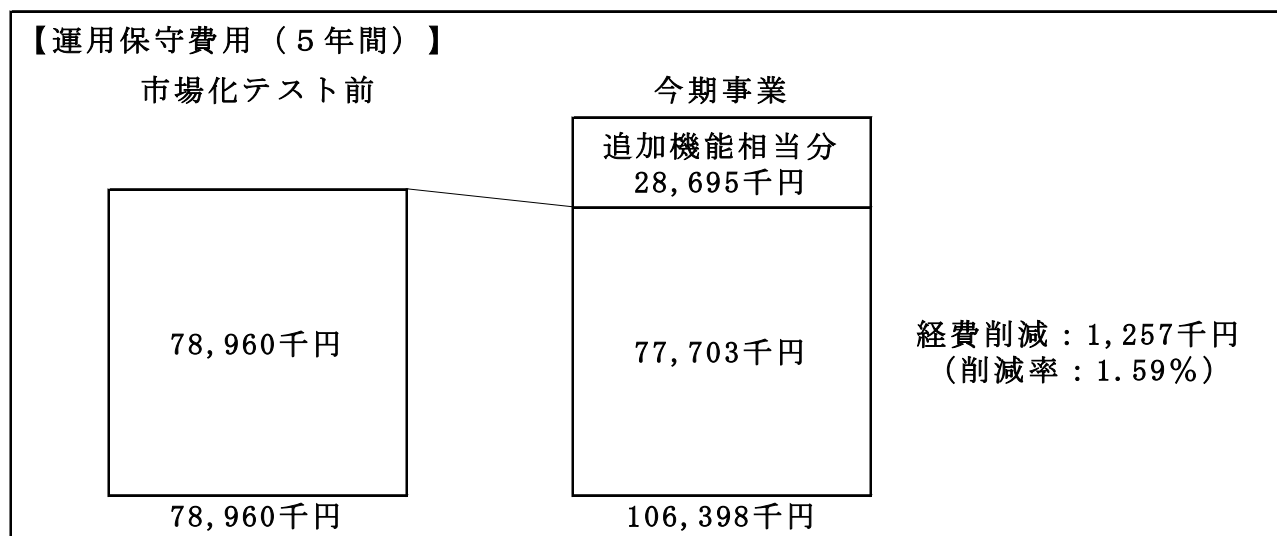 【運用保守費用（５年間）】
市場化テスト前
今期事業
追加機能相当分
28,695千円
78,960千円
77,703千円
経費削減：1,257千円
（削減率：1.59％）
78,960千円
106,398千円